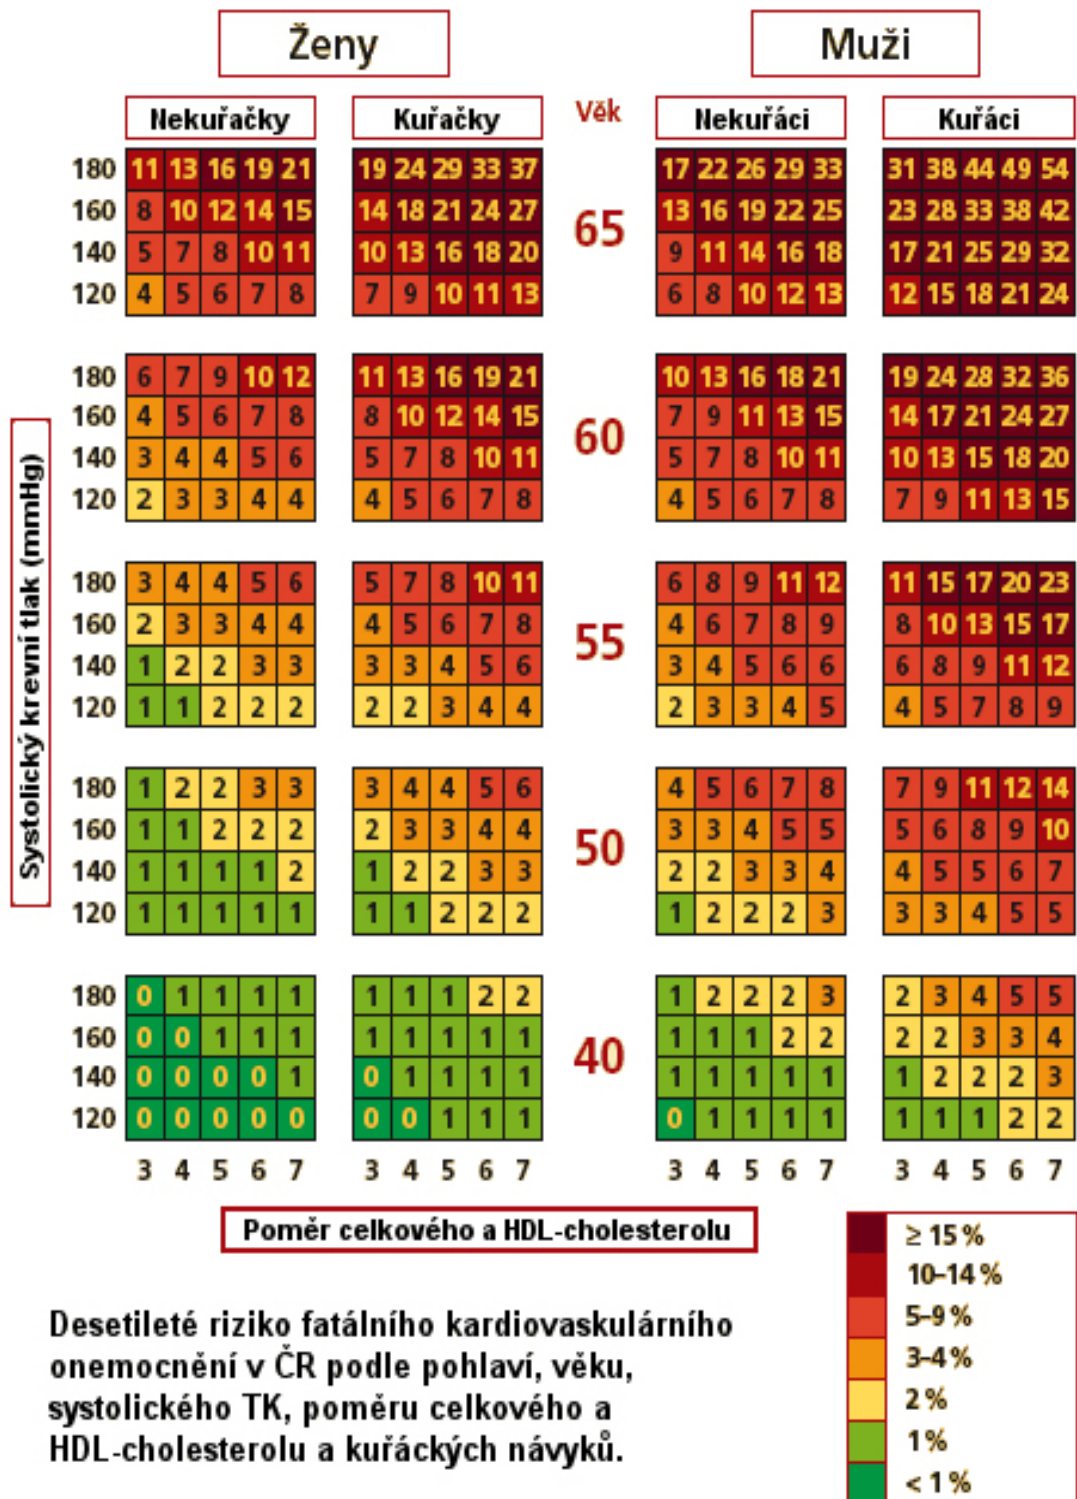 Ženy Muži
Nekuřačky Kuřačky Věk Nekuřáci Kuřáci
180 11 13 16 19 21 19 24 29 33 37 17 22 26 29 33 31 38 44 49 54
160 8 10 12 14 15 14 18 21 24 27 65 13 16 19 22 25 23 28 33 38 42
140 5 7 8 10 11 10 13 16 18 20 9 11 14 16 18 17 21 25 29 32
120 4 5 6 7 8 7 9 10 11 13 6 8 10 12 13 12 15 18 21 24
180 6 7 9 10 12 11 13 16 19 21 10 13 16 18 21 19 24 28 32 36
160 4 5 6 7 8 8 10 12 14 15 60 7 9 11 13 15 14 17 21 24 27
140 3 4 4 5 6 5 7 8 10 11 5 7 8 10 11 10 13 15 18 20
120 2 3 3 4 4 4 5 6 7 8 4 5 6 7 8 7 9 11 13 15
Systolický krevní tlak (mmHg)
180 3 4 4 5 6 5 7 8 10 11 6 8 9 11 12 11 15 17 20 23
160 2 3 3 4 4 4 5 6 7 8 55 4 6 7 8 9 8 10 13 15 17
140 1 2 2 3 3 3 3 4 5 6 3 4 5 6 6 6 8 9 11 12
120 1 1 2 2 2 2 2 3 4 4 2 3 3 4 5 4 5 7 8 9
180 1 2 2 3 3 3 4 4 5 6 4 5 6 7 8 7 9 11 12 14
160 1 1 2 2 2 2 3 3 4 4 50 3 3 4 5 5 5 6 8 9 10
140 1 1 1 1 2 1 2 2 3 3 2 2 3 3 4 4 5 5 6 7
120 1 1 1 1 1 1 1 2 2 2 1 2 2 2 3 3 3 4 5 5
180 0 1 1 1 1 1 1 1 2 2 1 2 2 2 3 2 3 4 5 5
160 0 0 1 1 1 1 1 1 1 1 40 1 1 1 2 2 2 2 3 3 4
140 0 0 0 0 1 0 1 1 1 1 1 1 1 1 1 1 2 2 2 3
120 0 0 0 0 0 0 0 1 1 1 0 1 1 1 1 1 1 1 2 2
3 4 5 6 7 3 4 5 6 7 3 4 5 6 7 3 4 5 6 7
Poměr celkového a HDL-cholesterolu
≥ 15 %
10–14 %
5–9 %
3–4 %
2 %
1 %
< 1 %
Desetileté riziko fatálního kardiovaskulárního
onemocnění v ČR podle pohlaví, věku,
systolického TK, poměru celkového a
HDL-cholesterolu a kuřáckých návyků.